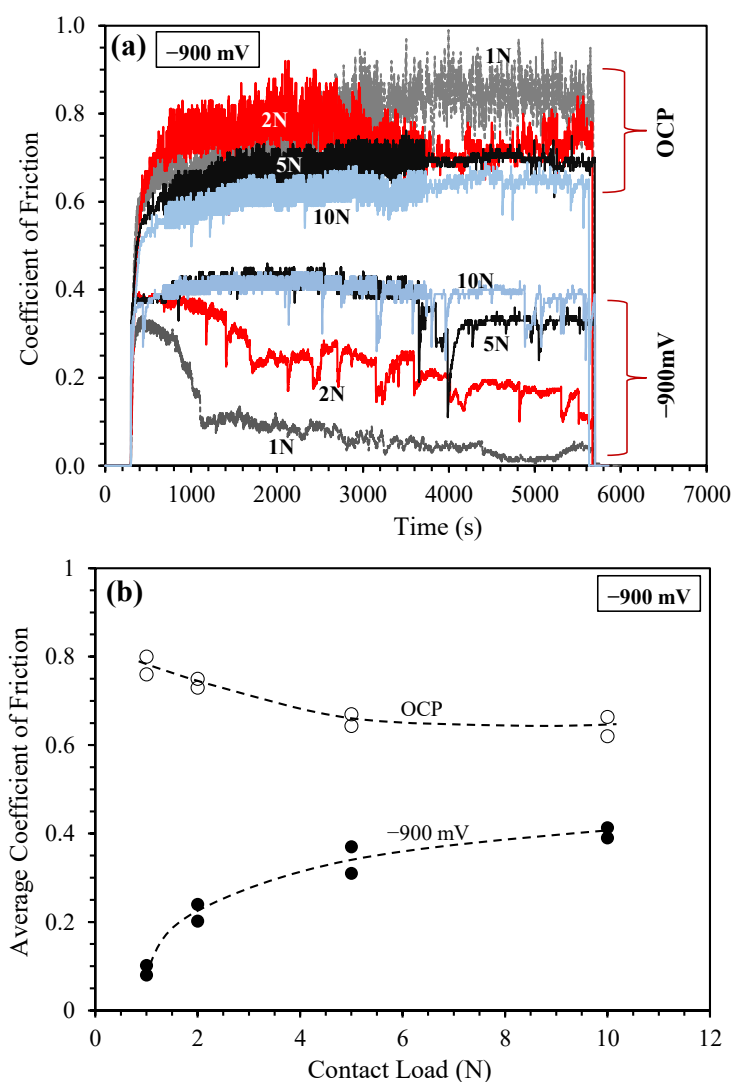 (a)
−900 mV
1N
2N
5N
10N
OCP
10N
5N
2N
1N
−900mV
1.0
0.8
0.6
0.4
0.2
0.0
0
1000
2000
3000
4000
5000
6000
7000
Coefficient of Friction
Time (s)
(b)
−900 mV
OCP
−900 mV
1
0.8
0.6
0.4
0.2
0
0
2
4
6
8
10
12
Average Coefficient of Friction
Contact Load (N)